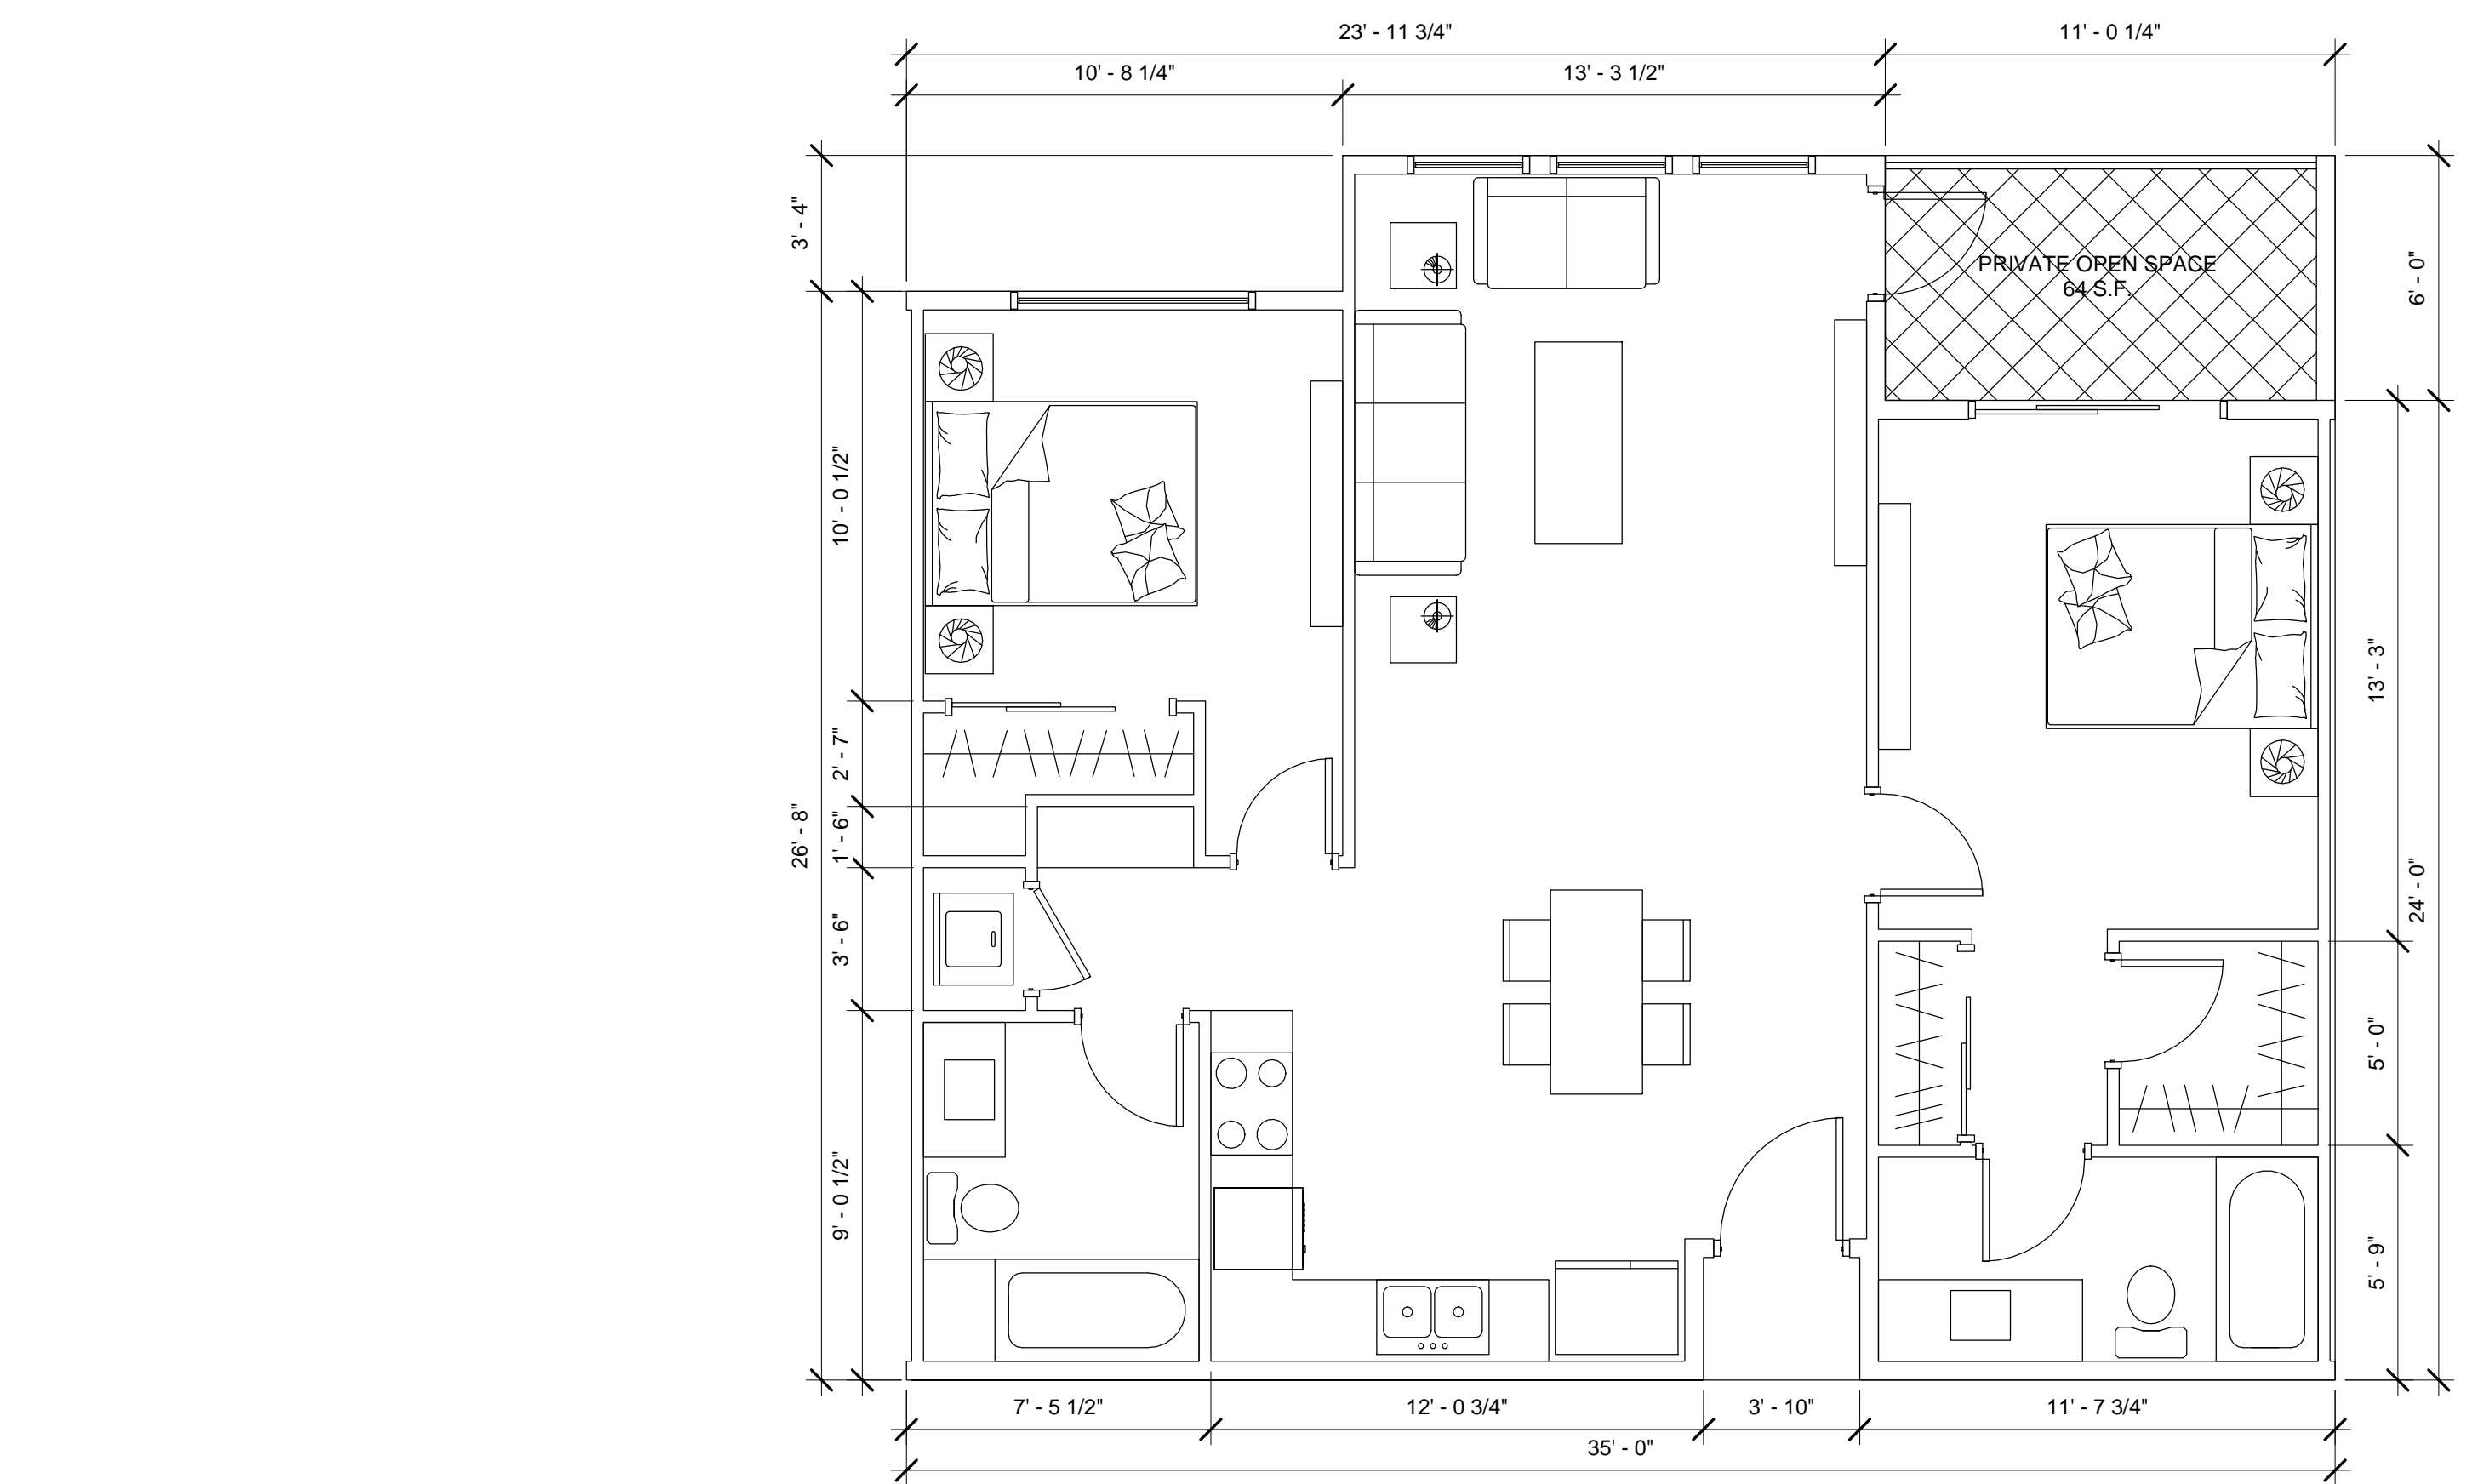 23' - 11 3/4"
11' - 0 1/4"
10' - 8 1/4"
13' - 3 1/2"
3' - 4"
PRIVATE OPEN SPACE
64 S.F.
6' - 0"
10' - 0 1/2"
13' - 3"
2' - 7"
26' - 8"
1' - 6"
24' - 0"
3' - 6"
5' - 0"
9' - 0 1/2"
5' - 9"
7' - 5 1/2"
12' - 0 3/4"
3' - 10"
11' - 7 3/4"
35' - 0"